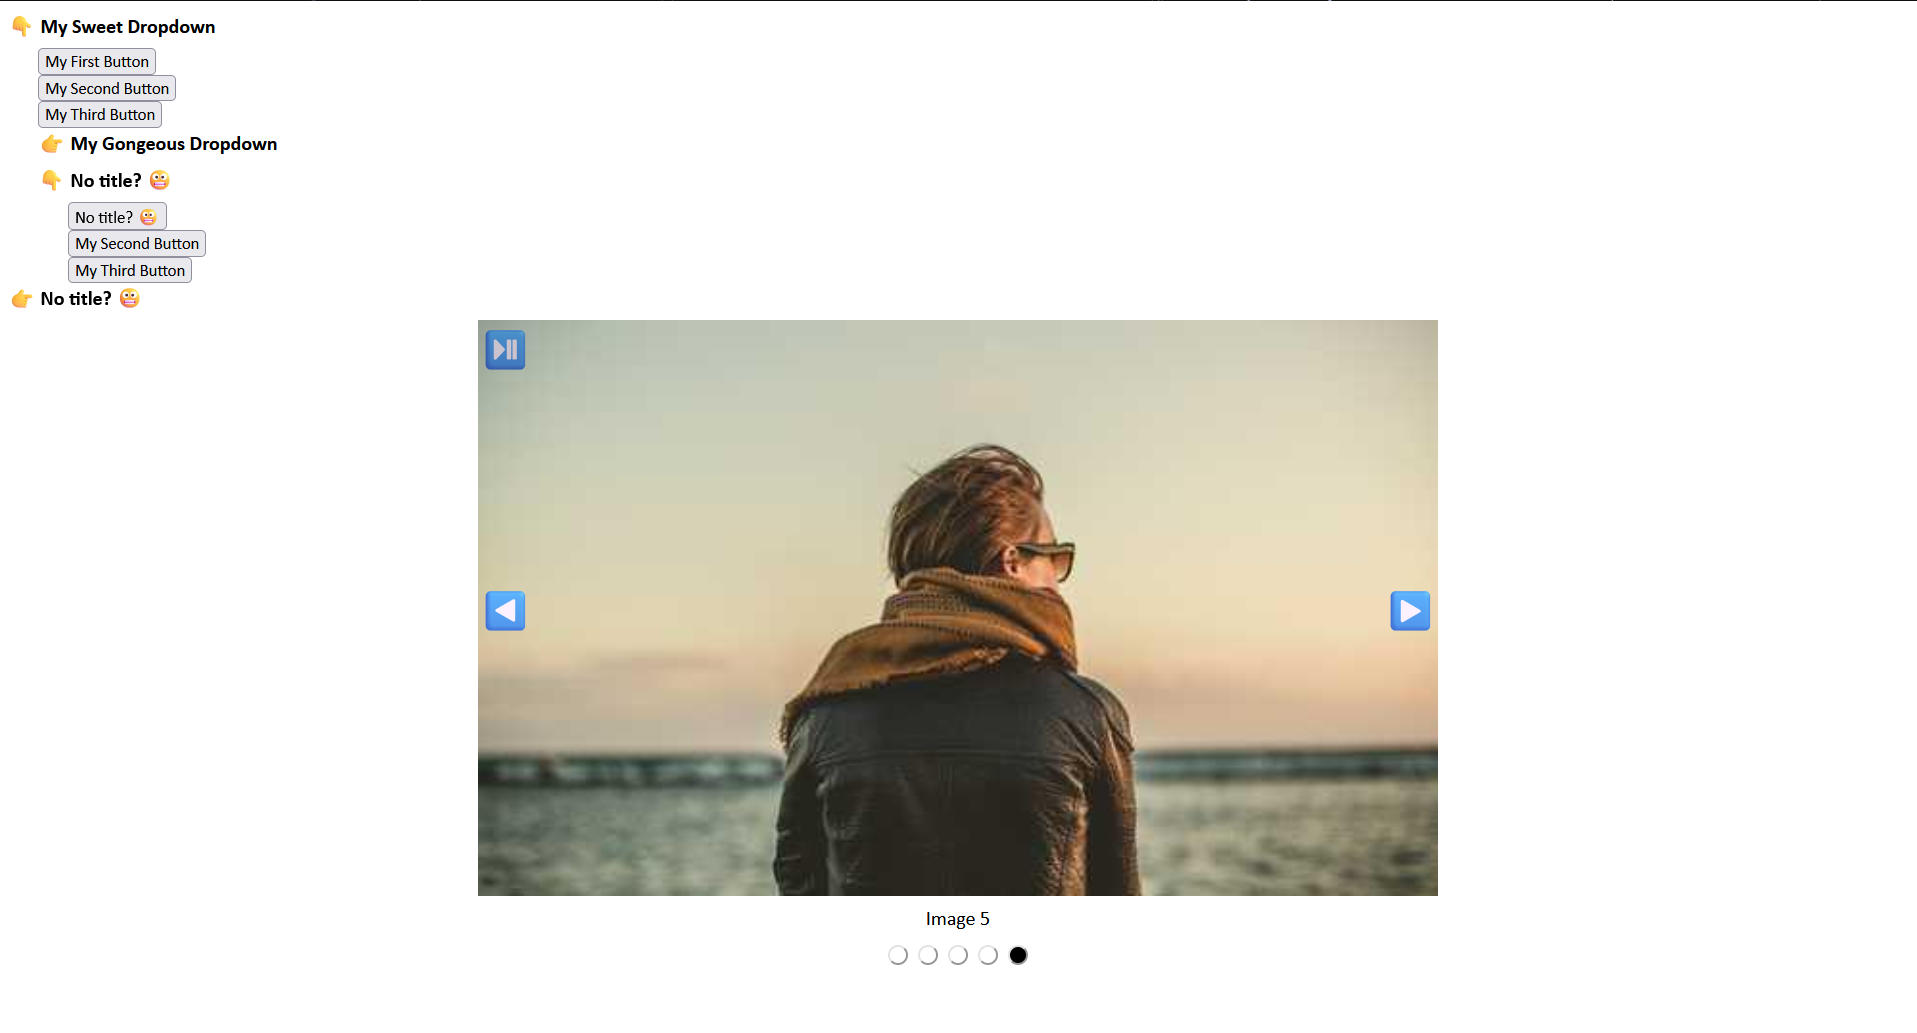 My Sweet Dropdown
My First Button
My Second Button
My Third Button
My Gongeous Dropdown
No title?
No title?
My Second Button
My Third Button
No title?
Image 5